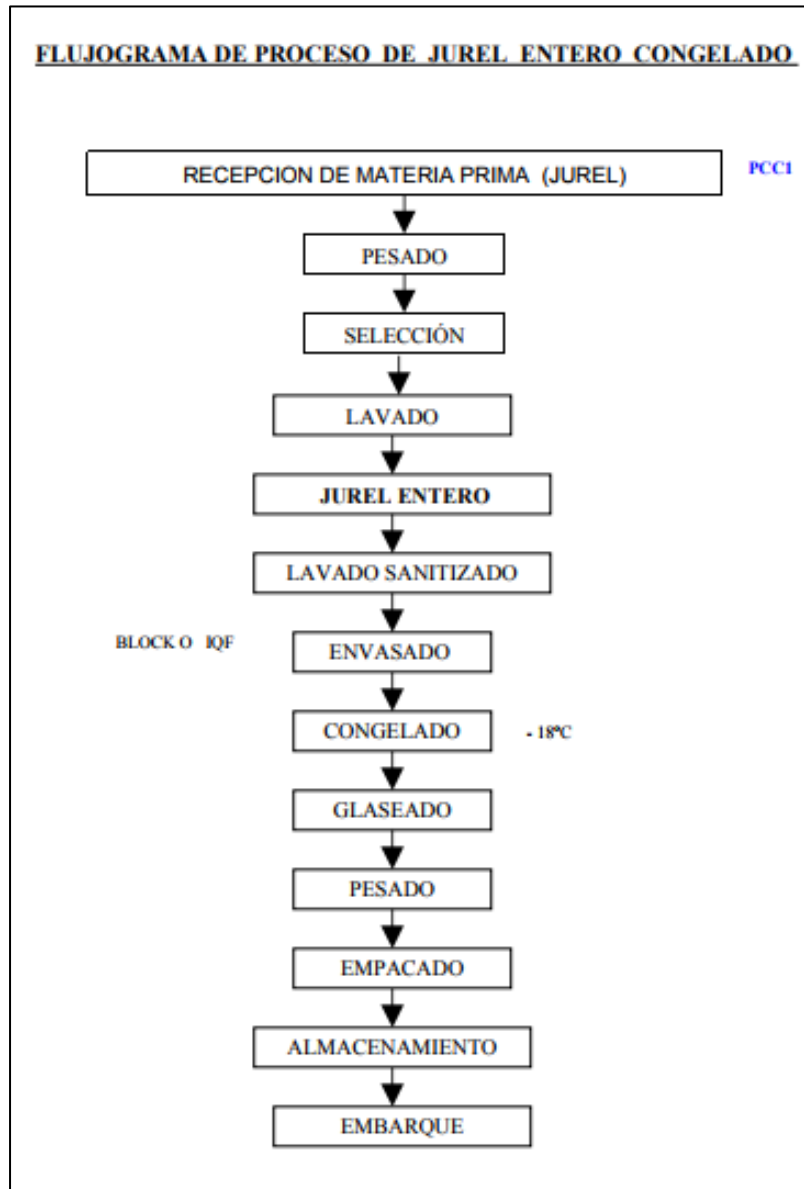 FLUJOGRAMA DE PROCESO DE JUREL ENTERO CONGELADO
RECEPCION DE MATERIA PRIMA (JUREL) PCC1
PESADO
SELECCIÓN
LAVADO
JUREL ENTERO
LAVADO SANITIZADO
BLOCK O IQF ENVASADO
CONGELADO - 18ºC
GLASEADO
PESADO
EMPACADO
ALMACENAMIENTO
EMBARQUE